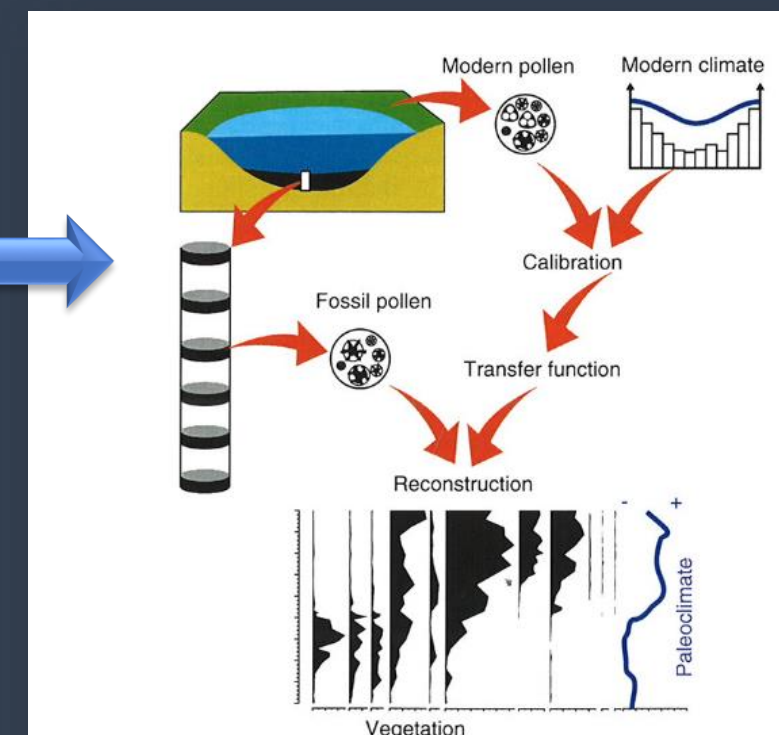 Modern pollen
Modern climate
Calibration
Fossil pollen
Transfer function
Reconstruction
- +
Paleoclimate
Vegetation